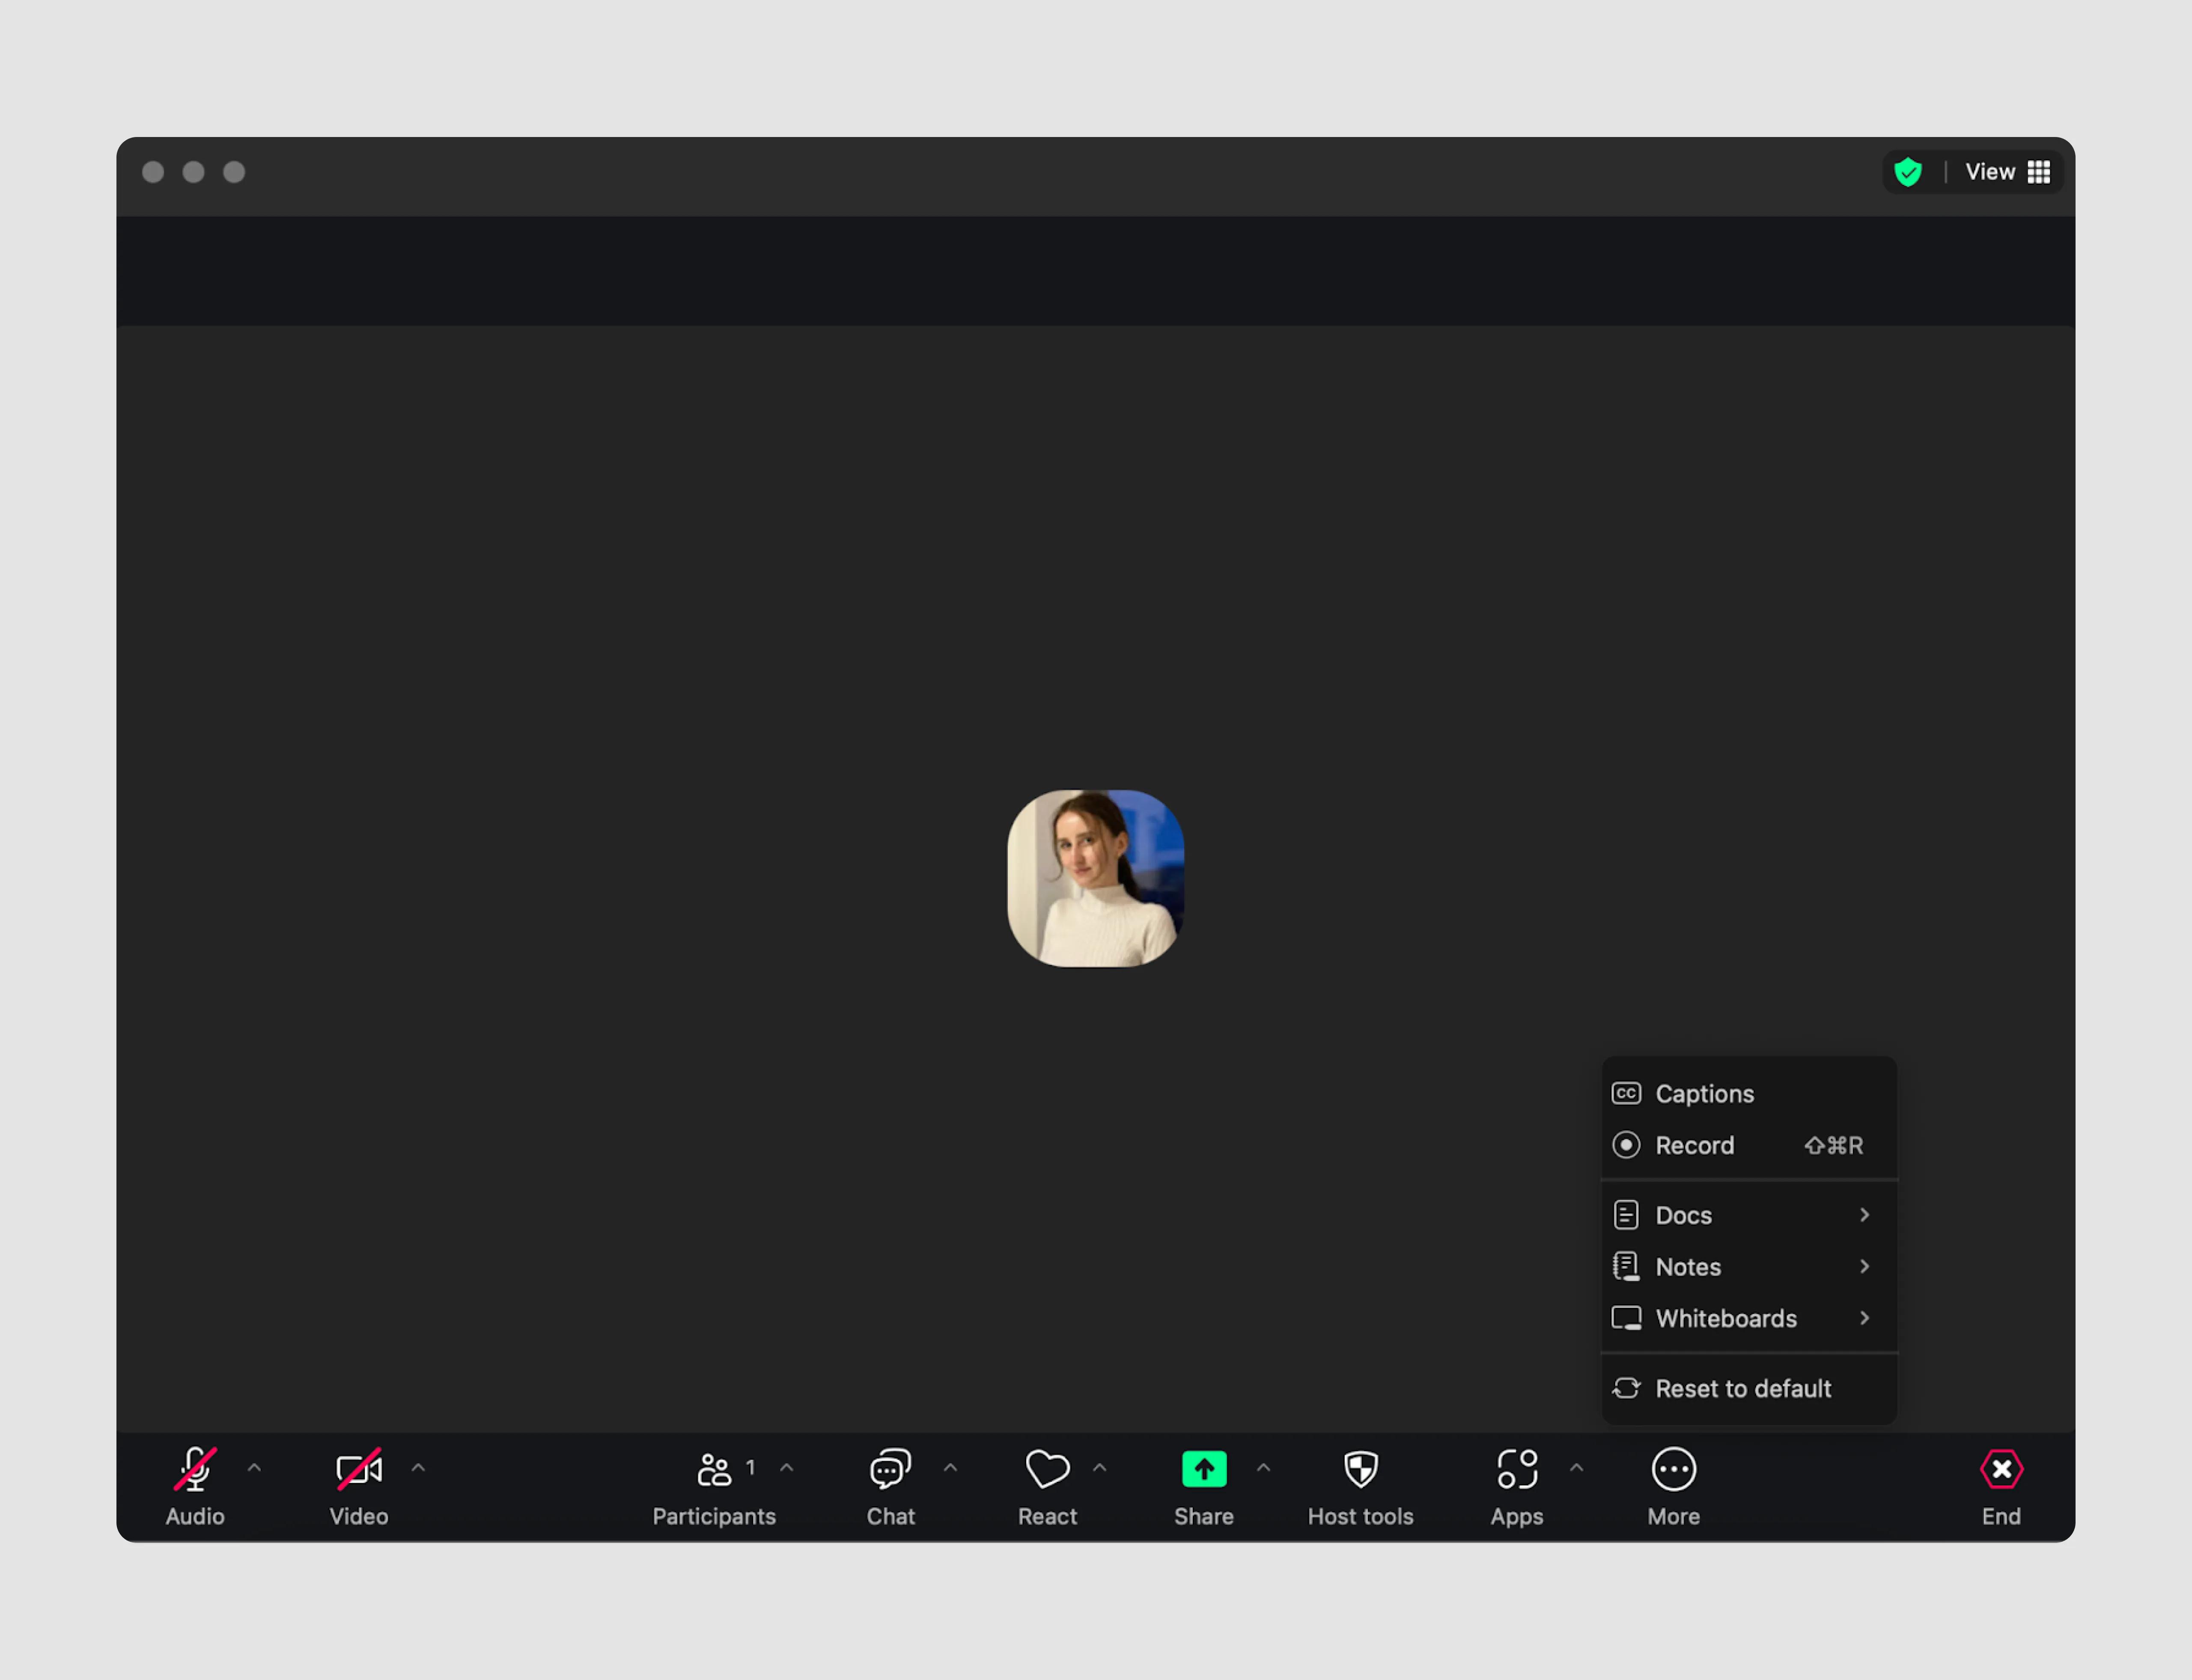 View
CC Captions
Record ⇧⌘R
Docs
Notes
Whiteboards
Reset to default
1
Audio
Video
Participants
Chat
React
Share
Host tools
Apps
More
End